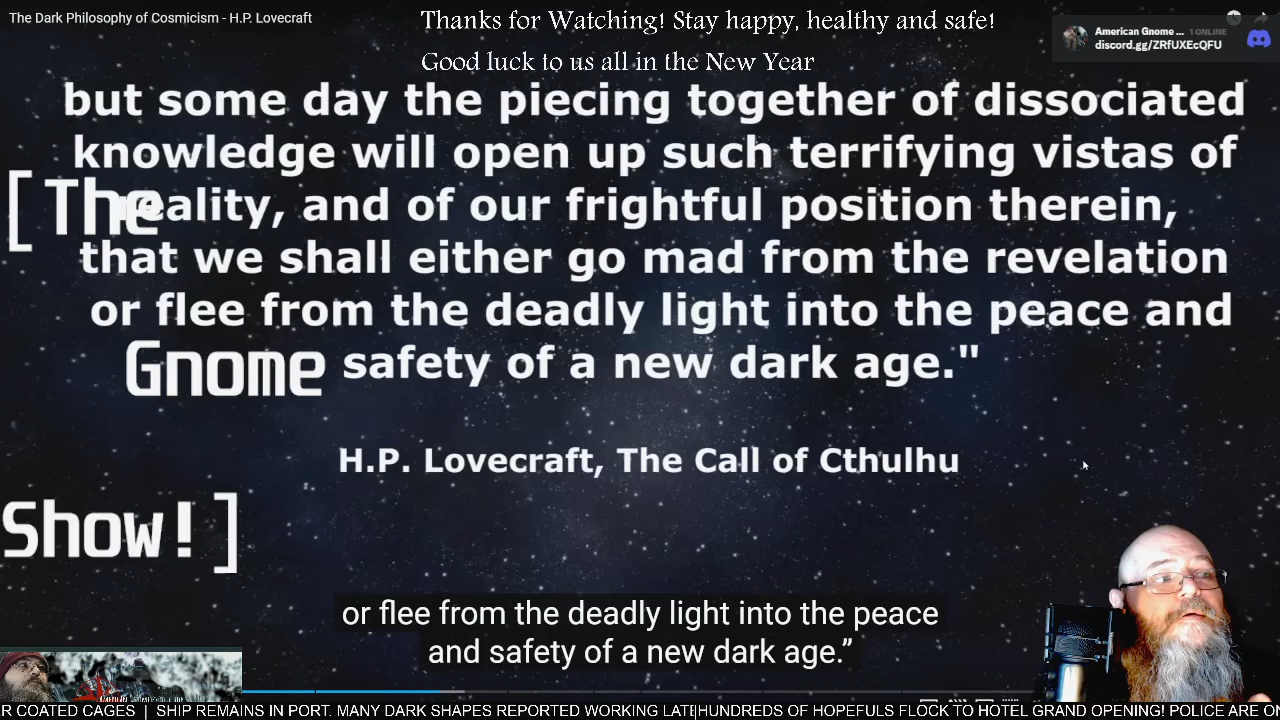 The Dark Philosophy of Cosmicism - H.P. Lovecraft
Thanks for Watching! Stay happy, healthy and safe!
Good luck to us all in the New Year
American Gnome ... 1 ONLINE
discord.gg/ZRfUXEcQFU
but some day the piecing together of dissociated
knowledge will open up such terrifying vistas of
reality, and of our frightful position therein,
that we shall either go mad from the revelation
or flee from the deadly light into the peace and
safety of a new dark age."
H.P. Lovecraft, The Call of Cthulhu
[The
Gnome
Show!]
or flee from the deadly light into the peace
and safety of a new dark age.”
R COATED CAGES | SHIP REMAINS IN PORT. MANY DARK SHAPES REPORTED WORKING LATE
HUNDREDS OF HOPEFULS FLOCK TO HOTEL GRAND OPENING! POLICE ARE ON